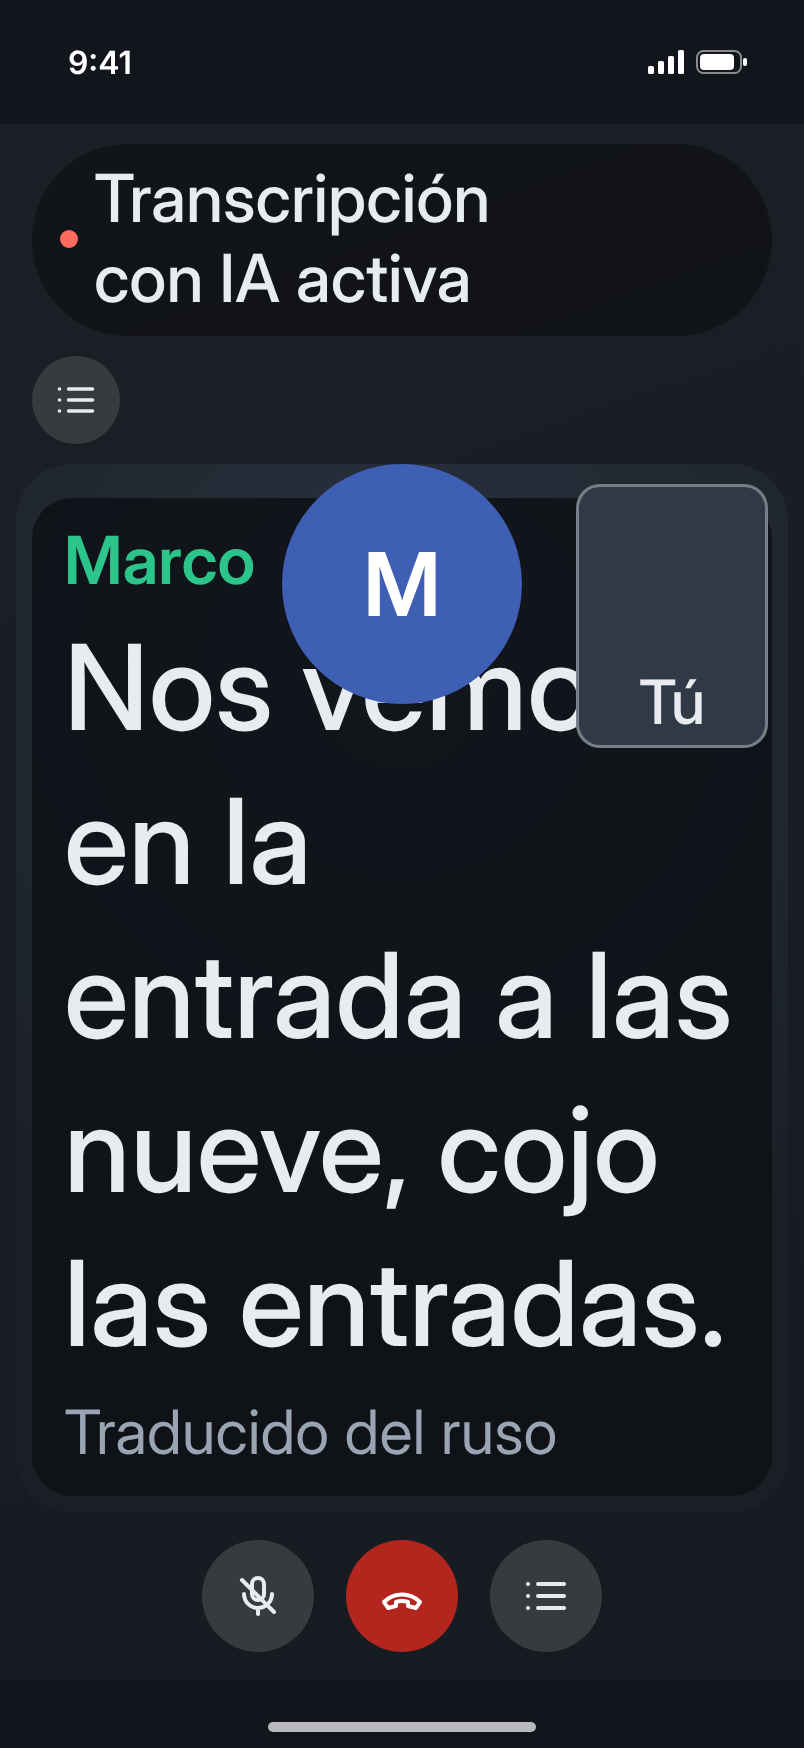 9:41
Transcripción
con IA activa
Marco
M
Nos
Tú
en la
entrada a las
nueve, cojo
las entradas.
Traducido del ruso